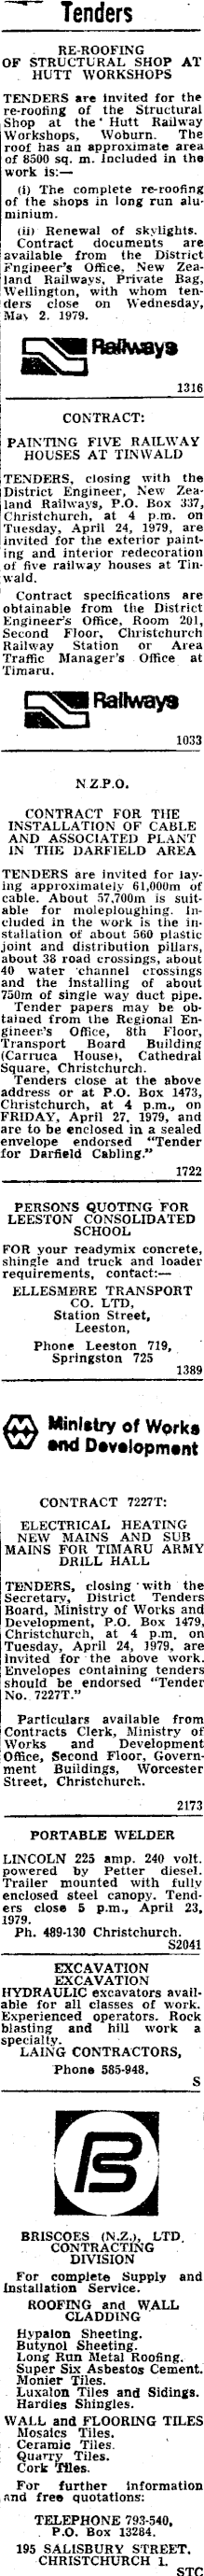 Tenders
RE-ROOFING
OF STRUCTURAL SHOP AT
HUTT WORKSHOPS
TENDERS are invited for the
re-roofing of the Structural
Shop at the Hutt Railway
Workshops, Woburn. The
roof has an approximate area
of 8500 sq. m. Included in the
work is:—
(i) The complete re-roofing
of the shops in long run alu-
minium.
(ii) Renewal of skylights.
Contract documents are
available from the District
Engineer's Office, New Zea-
land Railways, Private Bag,
Wellington, with whom ten-
ders close on Wednesday,
May 2, 1979.
Railways
1316
CONTRACT:
PAINTING FIVE RAILWAY
HOUSES AT TINWALD
TENDERS, closing with the
District Engineer, New Zea-
land Railways, P.O. Box 337,
Christchurch, at 4 p.m. on
Tuesday, April 24, 1979, are
invited for the exterior paint-
ing and interior redecoration
of five railway houses at Tin-
wald.
Contract specifications are
obtainable from the District
Engineer's Office, Room 201,
Second Floor, Christchurch
Railway Station or Area
Traffic Manager's Office at
Timaru.
Railways
1033
N.Z.P.O.
CONTRACT FOR THE
INSTALLATION OF CABLE
AND ASSOCIATED PLANT
IN THE DARFIELD AREA
TENDERS are invited for lay-
ing approximately 61,000m of
cable. About 57,700m is suit-
able for moleploughing. In-
cluded in the work is the in-
stallation of about 560 plastic
joint and distribution pillars,
about 38 road crossings, about
40 water channel crossings
and the installing of about
750m of single way duct pipe.
Tender papers may be ob-
tained from the Regional En-
gineer's Office, 8th Floor,
Transport Board Building
(Carruca House), Cathedral
Square, Christchurch.
Tenders close at the above
address or at P.O. Box 1473,
Christchurch, at 4 p.m., on
FRIDAY, April 27, 1979, and
are to be enclosed in a sealed
envelope endorsed "Tender
for Darfield Cabling."
1722
PERSONS QUOTING FOR
LEESTON CONSOLIDATED
SCHOOL
FOR your readymix concrete,
shingle and truck and loader
requirements, contact:—
ELLESMERE TRANSPORT
CO. LTD,
Station Street,
Leeston,
Phone Leeston 719,
Springston 725
1389
Ministry of Works
and Development
CONTRACT 7227T:
ELECTRICAL HEATING
NEW MAINS AND SUB
MAINS FOR TIMARU ARMY
DRILL HALL
TENDERS, closing with the
Secretary, District Tenders
Board, Ministry of Works and
Development, P.O. Box 1479,
Christchurch, at 4 p.m. on
Tuesday, April 24, 1979, are
invited for the above work.
Envelopes containing tenders
should be endorsed "Tender
No. 7227T."
Particulars available from
Contracts Clerk, Ministry of
Works and Development
Office, Second Floor, Govern-
ment Buildings, Worcester
Street, Christchurch.
2173
PORTABLE WELDER
LINCOLN 225 amp. 240 volt.
powered by Petter diesel.
Trailer mounted with fully
enclosed steel canopy. Tend-
ers close 5 p.m., April 23,
1979.
Ph. 489-130 Christchurch.
S2041
EXCAVATION
EXCAVATION
HYDRAULIC excavators avail-
able for all classes of work.
Experienced operators. Rock
blasting and hill work a
specialty.
LAING CONTRACTORS,
Phone 585-948.
S
BRISCOES (N.Z.), LTD.
CONTRACTING
DIVISION
For complete Supply and
Installation Service.
ROOFING and WALL
CLADDING
Hypalon Sheeting.
Butynol Sheeting.
Long Run Metal Roofing.
Super Six Asbestos Cement.
Monier Tiles.
Luxalon Tiles and Sidings.
Hardies Shingles.
WALL and FLOORING TILES
Mosaics Tiles.
Ceramic Tiles.
Quarry Tiles.
Cork Tiles.
For further information
and free quotations:
TELEPHONE 793-540,
P.O. Box 13284.
195 SALISBURY STREET,
CHRISTCHURCH 1.
STC